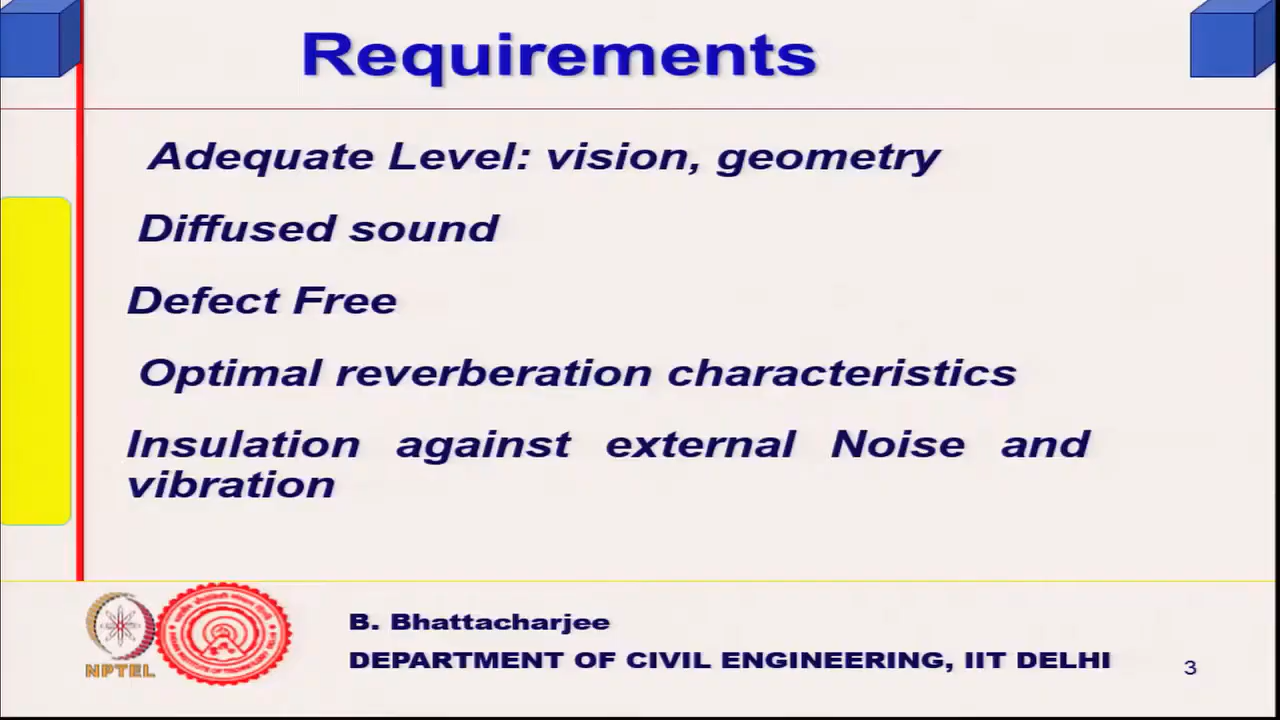 Requirements
Adequate Level: vision, geometry
Diffused sound
Defect Free
Optimal reverberation characteristics
Insulation against external Noise and
vibration
NPTEL
B. Bhattacharjee
DEPARTMENT OF CIVIL ENGINEERING, IIT DELHI
3